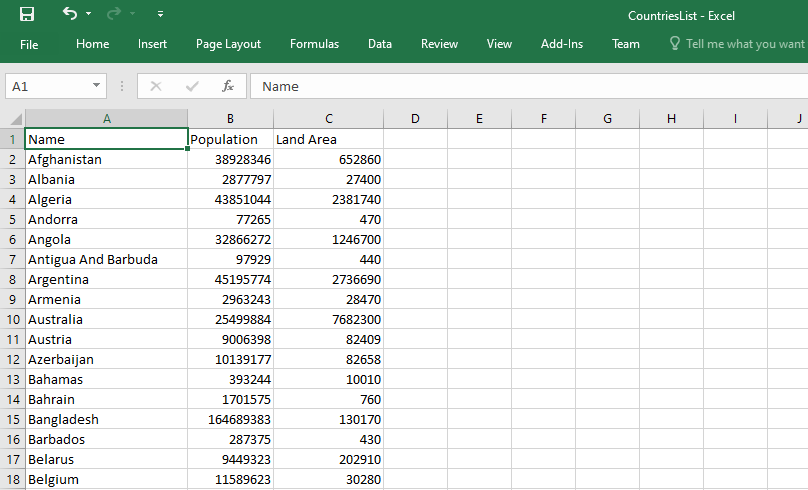 CountriesList - Excel
File Home Insert Page Layout Formulas Data Review View Add-Ins Team Tell me what you want
A1 fx Name
A B C D E F G H I J
1 Name Population Land Area
2 Afghanistan 38928346 652860
3 Albania 2877797 27400
4 Algeria 43851044 2381740
5 Andorra 77265 470
6 Angola 32866272 1246700
7 Antigua And Barbuda 97929 440
8 Argentina 45195774 2736690
9 Armenia 2963243 28470
10 Australia 25499884 7682300
11 Austria 9006398 82409
12 Azerbaijan 10139177 82658
13 Bahamas 393244 10010
14 Bahrain 1701575 760
15 Bangladesh 164689383 130170
16 Barbados 287375 430
17 Belarus 9449323 202910
18 Belgium 11589623 30280